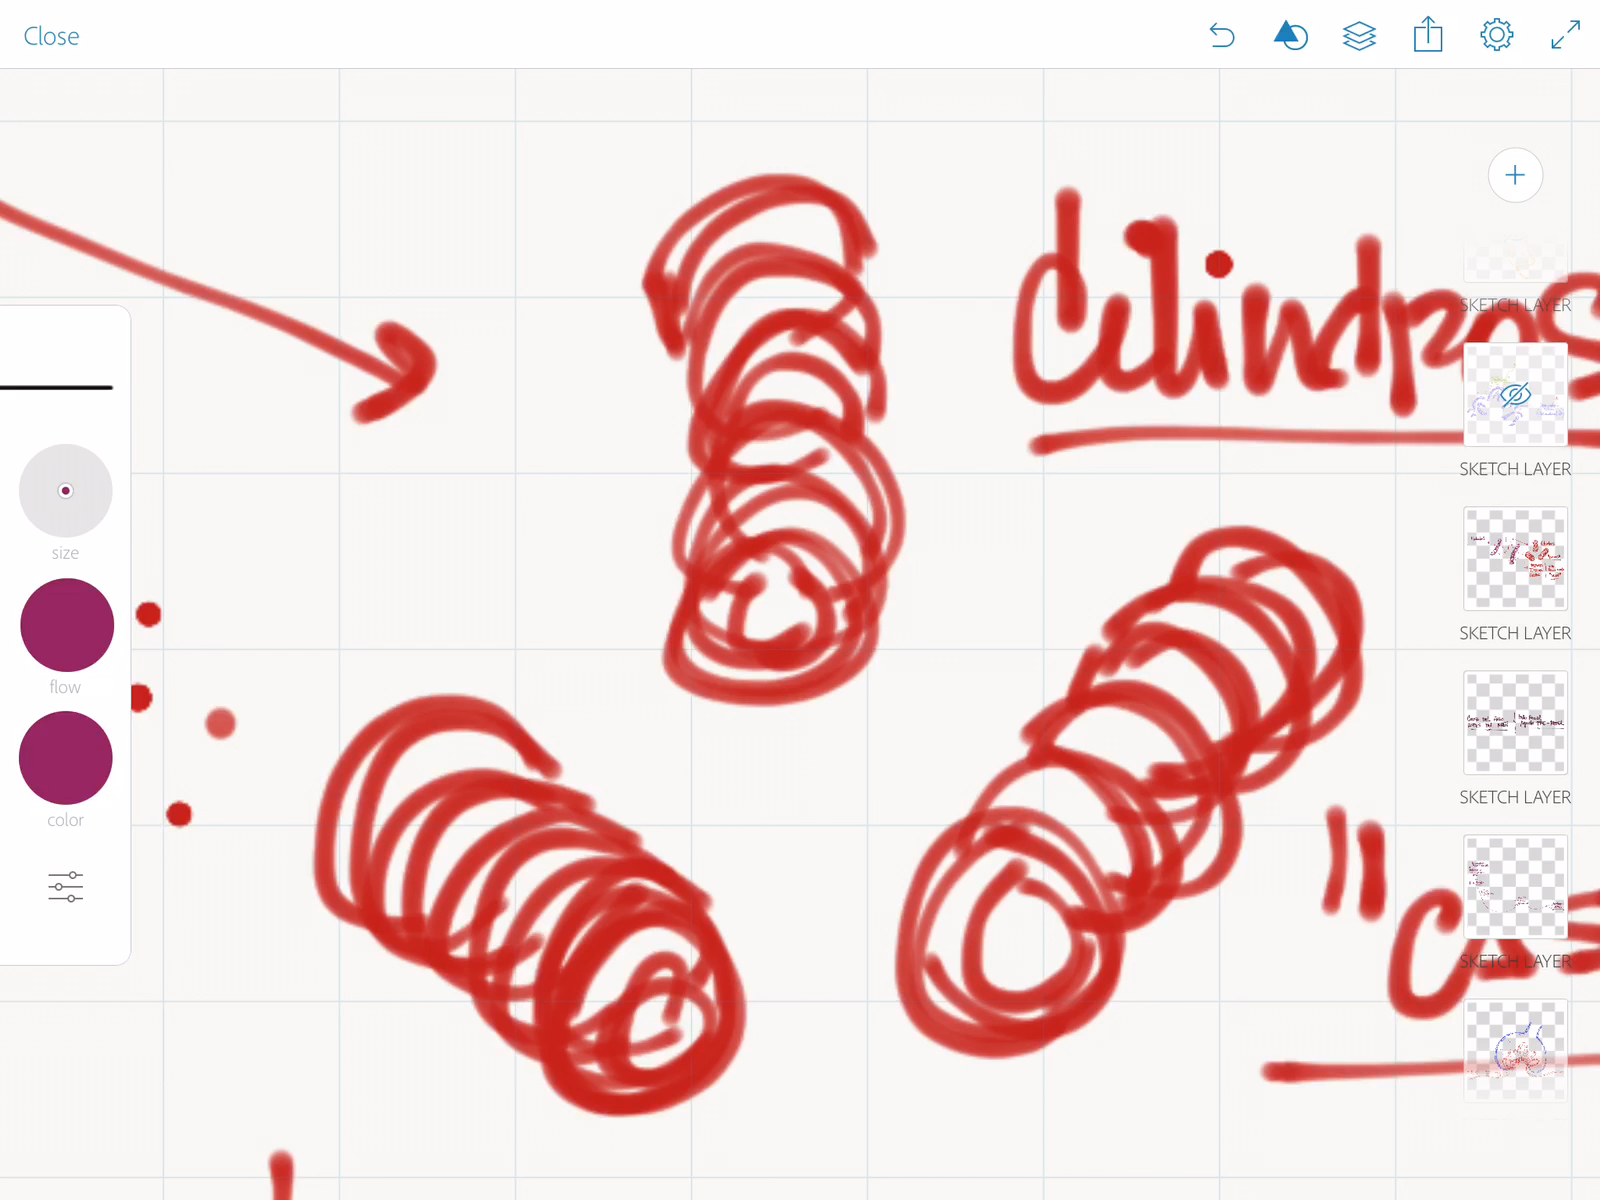 Close
Cilindros
SKETCH LAYER
SKETCH LAYER
size
SKETCH LAYER
flow
SKETCH LAYER
color
SKETCH LAYER